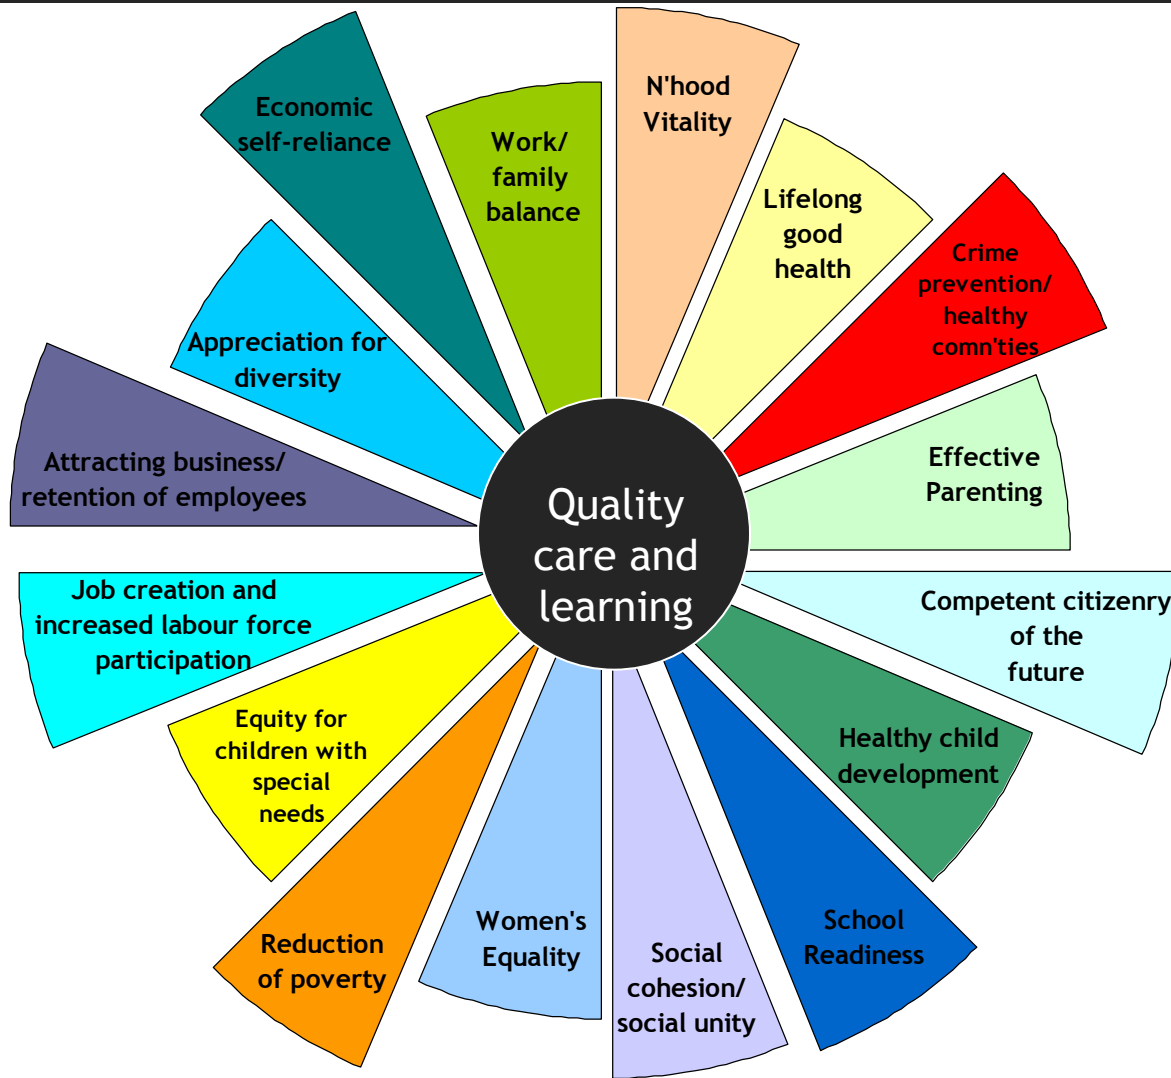 Quality
care and
learning
N'hood
Vitality
Lifelong
good
health
Crime
prevention/
healthy
comn'ties
Effective
Parenting
Competent citizenry
of the
future
Healthy child
development
School
Readiness
Social
cohesion/
social unity
Women's
Equality
Reduction
of poverty
Equity for
children with
special
needs
Job creation and
increased labour force
participation
Attracting business/
retention of employees
Appreciation for
diversity
Economic
self-reliance
Work/
family
balance